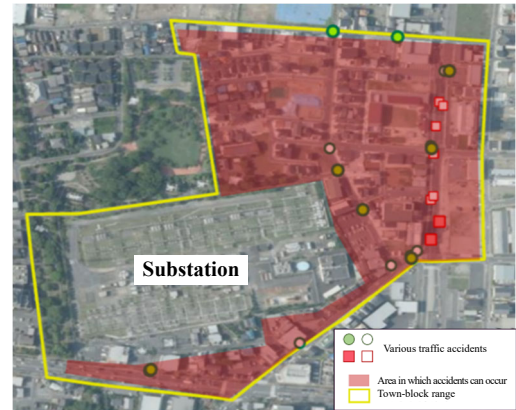 Substation
Various traffic accidents
Area in which accidents can occur
Town-block range